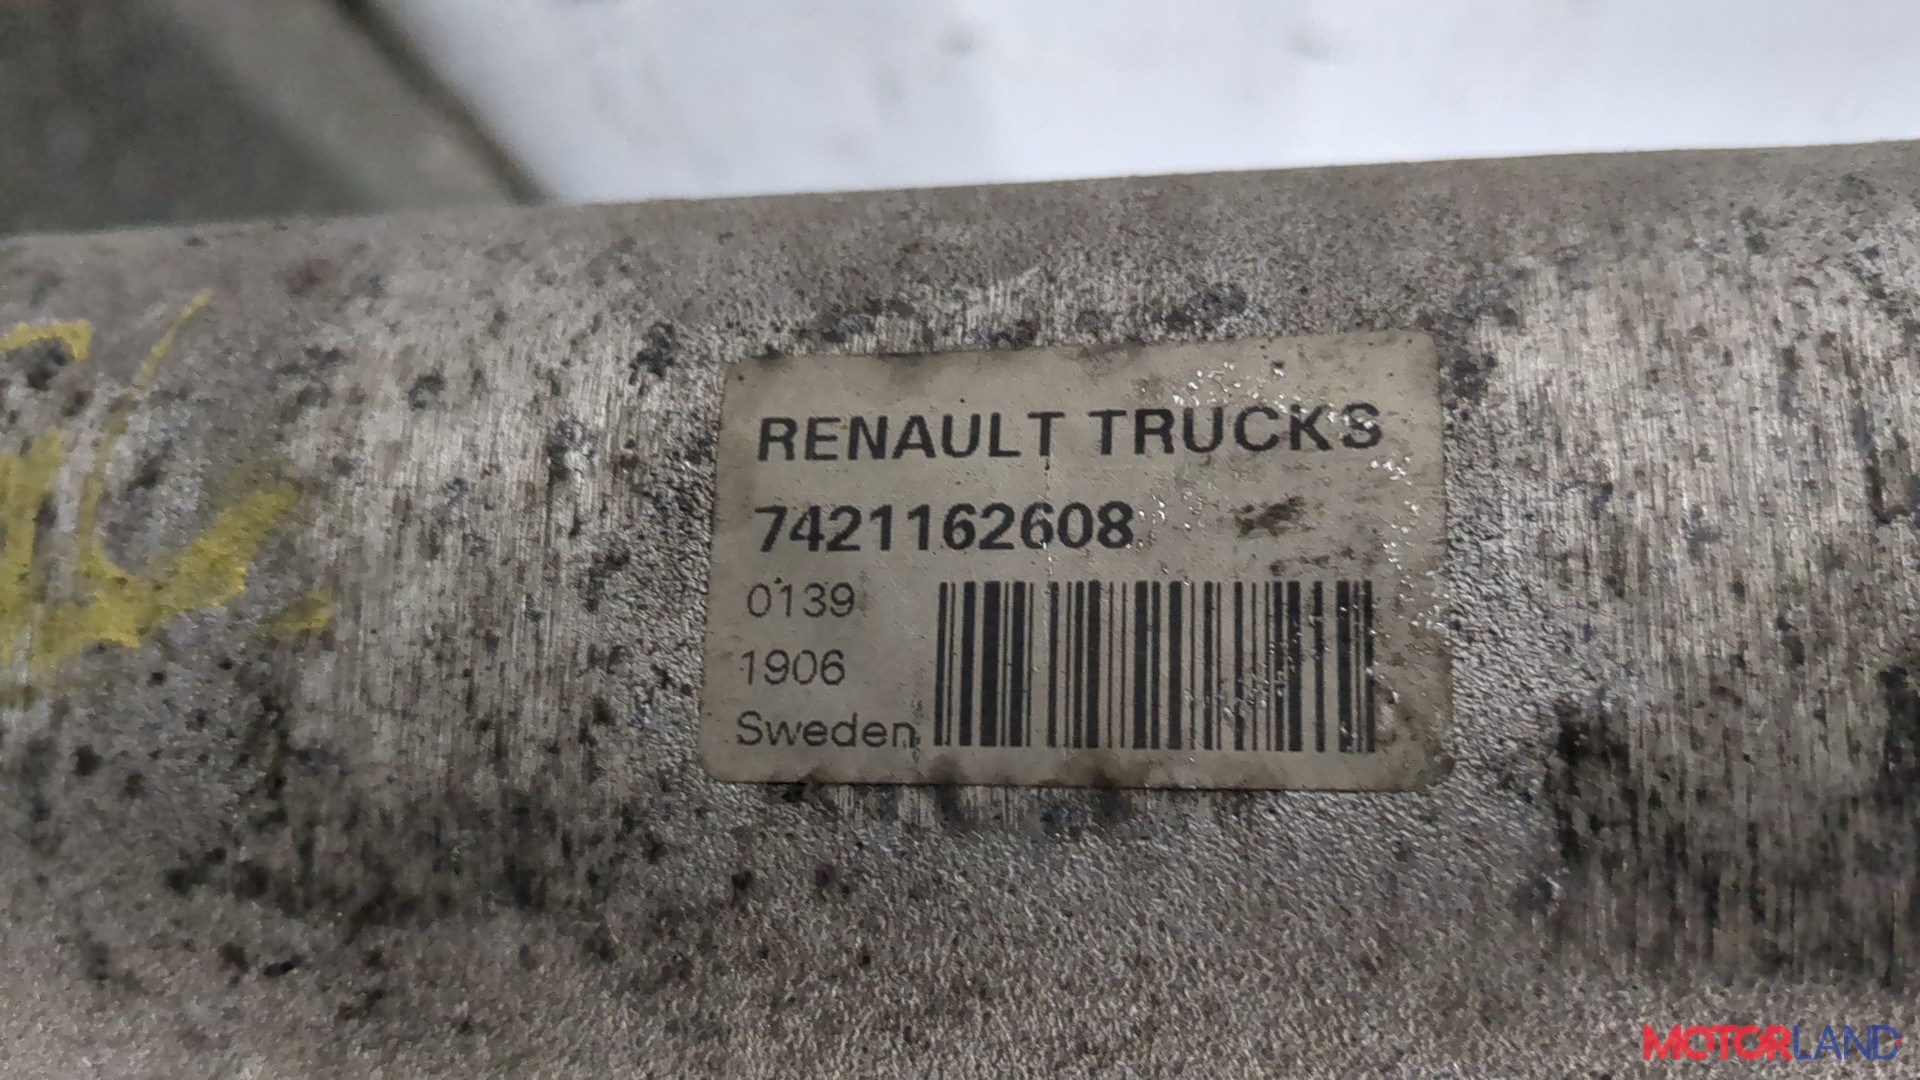 RENAULT TRUCKS
7421162608
0139
1906
Sweden
MOTORLAND